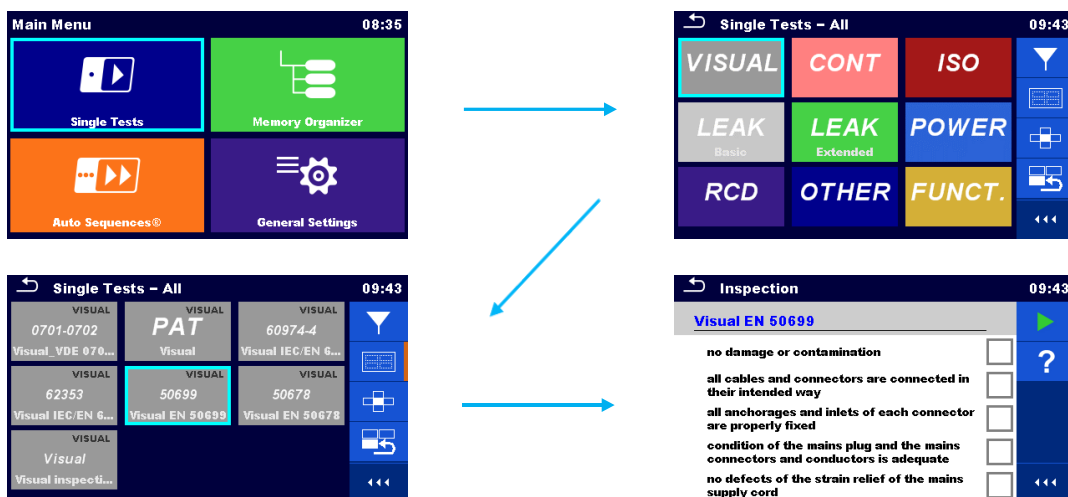 Main Menu 08:35
Single Tests
Memory Organizer
Auto Sequences®
General Settings
Single Tests – All 09:43
VISUAL CONT ISO
LEAK LEAK POWER
Basic Extended
RCD OTHER FUNCT.
Single Tests – All 09:43
VISUAL VISUAL VISUAL
0701-0702 PAT 60974-4
Visual_VDE 070... Visual Visual IEC/EN 6...
VISUAL VISUAL VISUAL
62353 50699 50678
Visual IEC/EN 6... Visual EN 50699 Visual EN 50678
VISUAL
Visual
Visual inspecti...
Inspection 09:43
Visual EN 50699
no damage or contamination
?
all cables and connectors are connected in
their intended way
all anchorages and inlets of each connector
are properly fixed
condition of the mains plug and the mains
connectors and conductors is adequate
no defects of the strain relief of the mains
supply cord